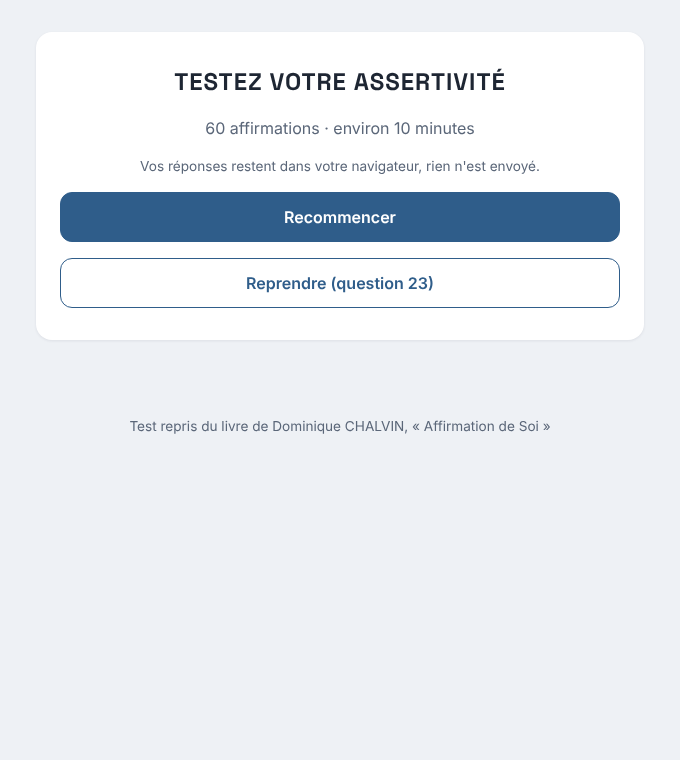 TESTEZ VOTRE ASSERTIVITÉ
60 affirmations · environ 10 minutes
Vos réponses restent dans votre navigateur, rien n'est envoyé.
Recommencer
Reprendre (question 23)
Test repris du livre de Dominique CHALVIN, « Affirmation de Soi »